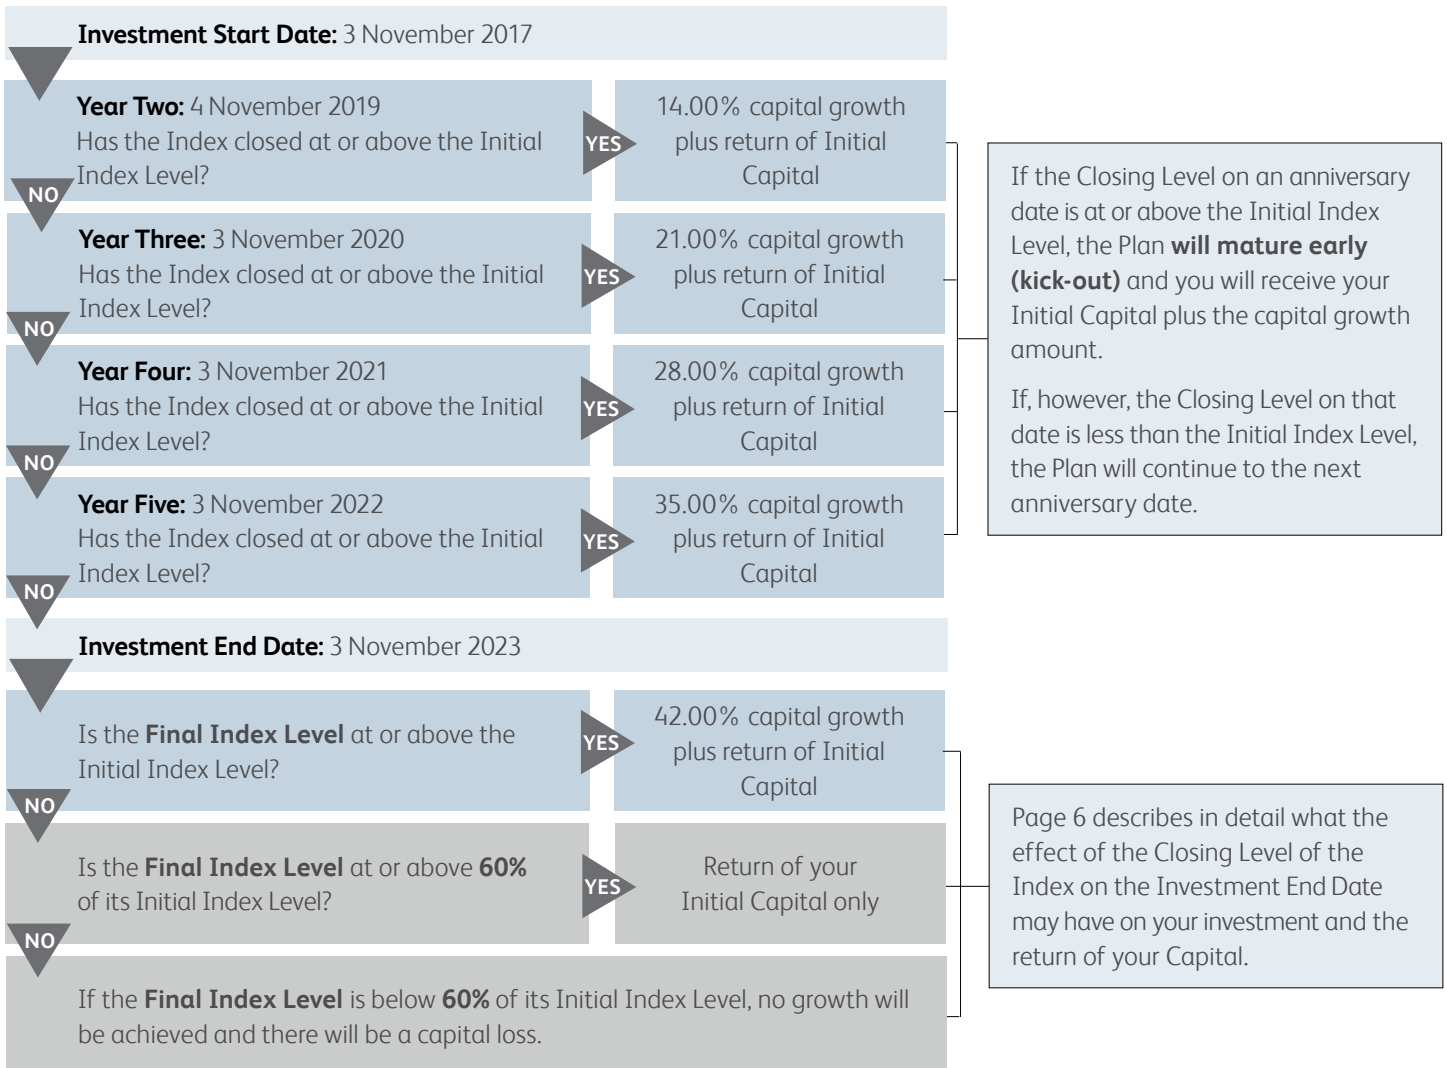 Investment Start Date: 3 November 2017
Year Two: 4 November 2019
Has the Index closed at or above the Initial
Index Level?
YES
14.00% capital growth
plus return of Initial
Capital
NO
Year Three: 3 November 2020
Has the Index closed at or above the Initial
Index Level?
YES
21.00% capital growth
plus return of Initial
Capital
NO
Year Four: 3 November 2021
Has the Index closed at or above the Initial
Index Level?
YES
28.00% capital growth
plus return of Initial
Capital
NO
Year Five: 3 November 2022
Has the Index closed at or above the Initial
Index Level?
YES
35.00% capital growth
plus return of Initial
Capital
NO
If the Closing Level on an anniversary
date is at or above the Initial Index
Level, the Plan will mature early
(kick-out) and you will receive your
Initial Capital plus the capital growth
amount.
If, however, the Closing Level on that
date is less than the Initial Index Level,
the Plan will continue to the next
anniversary date.
Investment End Date: 3 November 2023
Is the Final Index Level at or above the
Initial Index Level?
YES
42.00% capital growth
plus return of Initial
Capital
NO
Is the Final Index Level at or above 60%
of its Initial Index Level?
YES
Return of your
Initial Capital only
NO
If the Final Index Level is below 60% of its Initial Index Level, no growth will
be achieved and there will be a capital loss.
Page 6 describes in detail what the
effect of the Closing Level of the
Index on the Investment End Date
may have on your investment and the
return of your Capital.